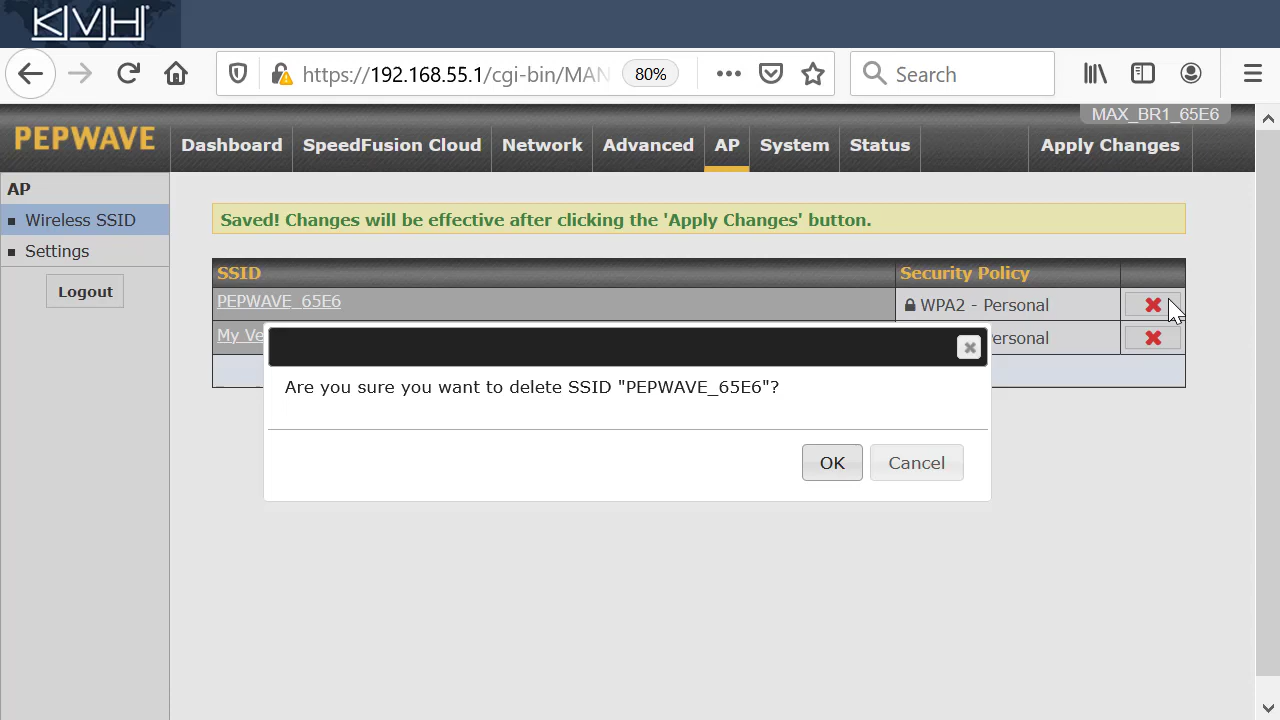 KVH
https://192.168.55.1/cgi-bin/MAN
80%
Search
MAX_BR1_65E6
PEPWAVE
Dashboard
SpeedFusion Cloud
Network
Advanced
AP
System
Status
Apply Changes
AP
Wireless SSID
Settings
Logout
Saved! Changes will be effective after clicking the 'Apply Changes' button.
SSID
Security Policy
PEPWAVE_65E6
WPA2 - Personal
My Ve
ersonal
Are you sure you want to delete SSID "PEPWAVE_65E6"?
OK
Cancel